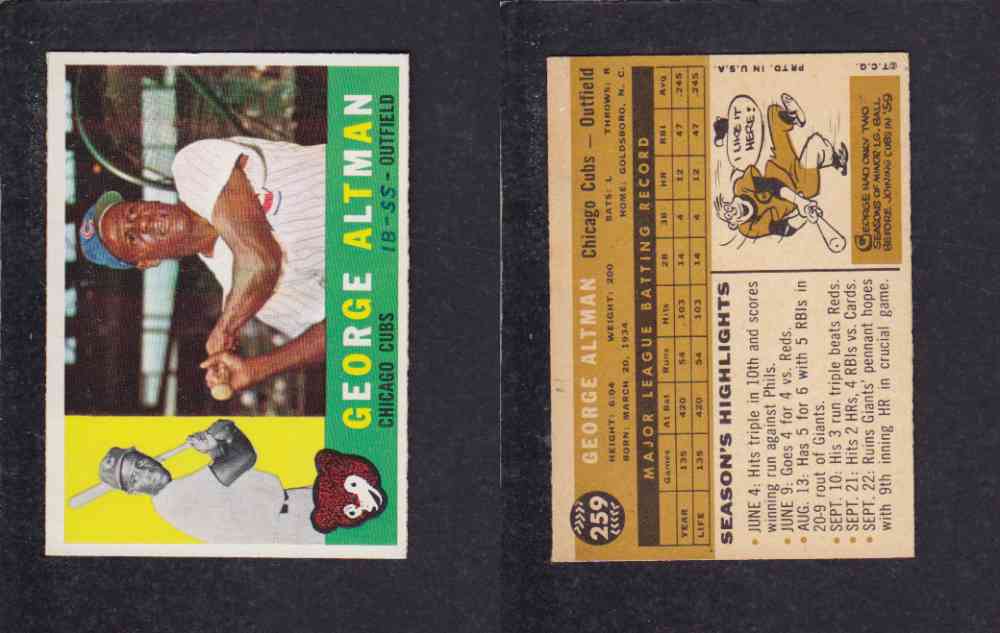 GEORGE ALTMAN
CHICAGO CUBS 1B-SS-OUTFIELD
259
GEORGE ALTMAN Chicago Cubs — Outfield
HEIGHT: 6:04 WEIGHT: 200 BATS: L THROWS: R
BORN: MARCH 20, 1934 HOME: GOLDSBORO, N. C.
MAJOR LEAGUE BATTING RECORD
Games At Bat Runs Hits 2B 3B HR RBI Avg
YEAR 135 420 54 103 14 4 12 47 .245
LIFE 135 420 54 103 14 4 12 47 .245
SEASON'S HIGHLIGHTS
• JUNE 4: Hits triple in 10th and scores
winning run against Phils.
• JUNE 9: Goes 4 for 4 vs. Reds.
• AUG. 13: Has 5 for 6 with 5 RBIs in
20-9 rout of Giants.
• SEPT. 10: His 3 run triple beats Reds.
• SEPT. 21: Hits 2 HRs, 4 RBIs vs. Cards.
• SEPT. 22: Ruins Giants' pennant hopes
with 9th inning HR in crucial game.
I LIKE IT
HERE!
GEORGE HAD ONLY TWO
SEASONS OF MINOR LG. BALL
BEFORE JOINING CUBS IN '59
©T.C.G. PRTD. IN U.S.A.